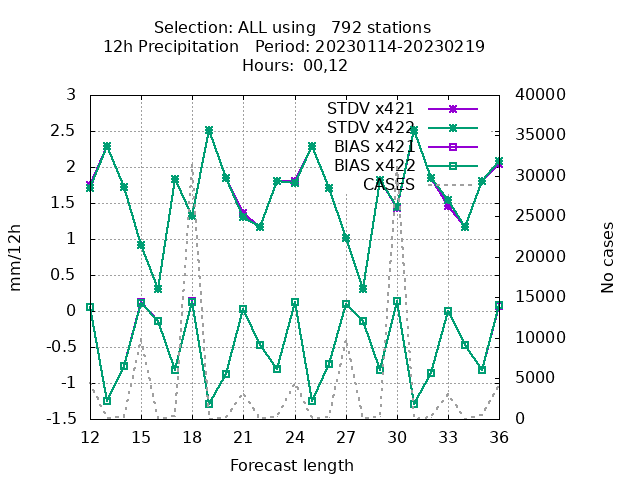 Selection: ALL using   792 stations
12h Precipitation   Period: 20230114-20230219
Hours:  00,12
STDV x421
STDV x422
BIAS x421
BIAS x422
CASES
3
2.5
2
1.5
1
0.5
0
-0.5
-1
-1.5
40000
35000
30000
25000
20000
15000
10000
5000
0
12 15 18 21 24 27 30 33 36
mm/12h
No cases
Forecast length